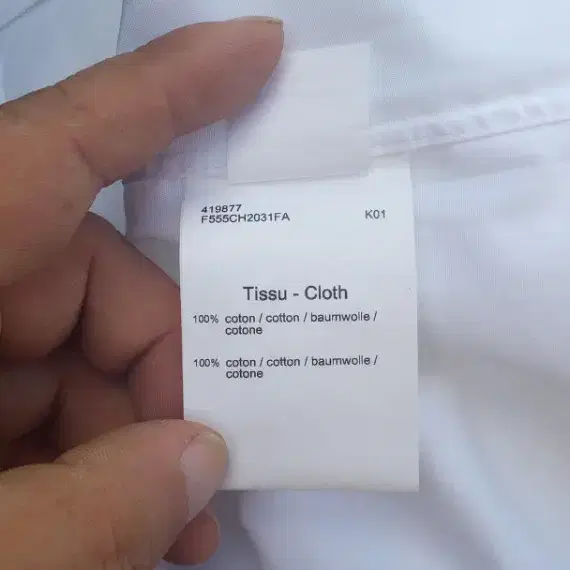 419877
F555CH2031FA K01
Tissu - Cloth
100% coton / cotton / baumwolle /
cotone
100% coton / cotton / baumwolle /
cotone